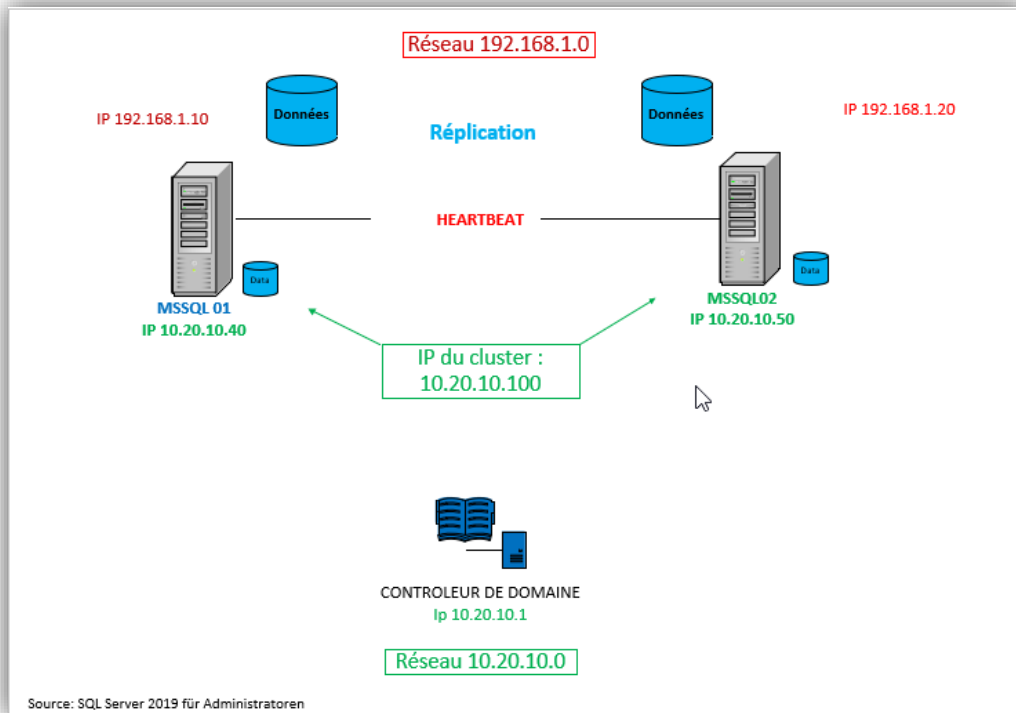 Réseau 192.168.1.0
IP 192.168.1.10
Données
Données
IP 192.168.1.20
Réplication
HEARTBEAT
Data
Data
MSSQL 01
IP 10.20.10.40
MSSQL02
IP 10.20.10.50
IP du cluster :
10.20.10.100
CONTROLEUR DE DOMAINE
Ip 10.20.10.1
Réseau 10.20.10.0
Source: SQL Server 2019 für Administratoren